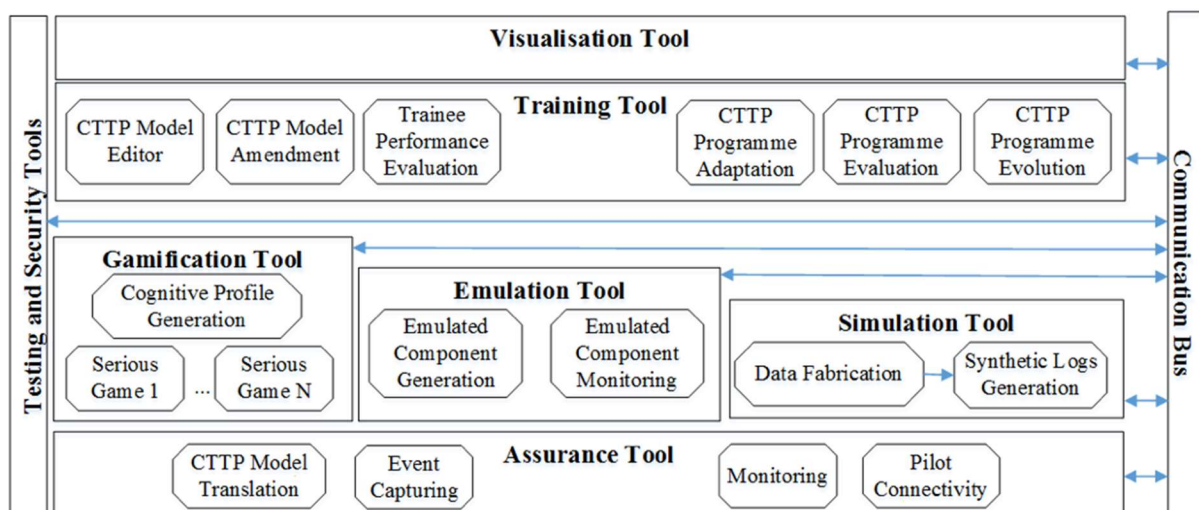 Testing and Security Tools
Visualisation Tool
Communication Bus
Training Tool
CTTP Model
Editor
CTTP Model
Amendment
Trainee
Performance
Evaluation
CTTP
Programme
Adaptation
CTTP
Programme
Evaluation
CTTP
Programme
Evolution
Gamification Tool
Cognitive Profile
Generation
Serious
Game 1
...
Serious
Game N
Emulation Tool
Emulated
Component
Generation
Emulated
Component
Monitoring
Simulation Tool
Data Fabrication
Synthetic Logs
Generation
Assurance Tool
CTTP Model
Translation
Event
Capturing
Monitoring
Pilot
Connectivity